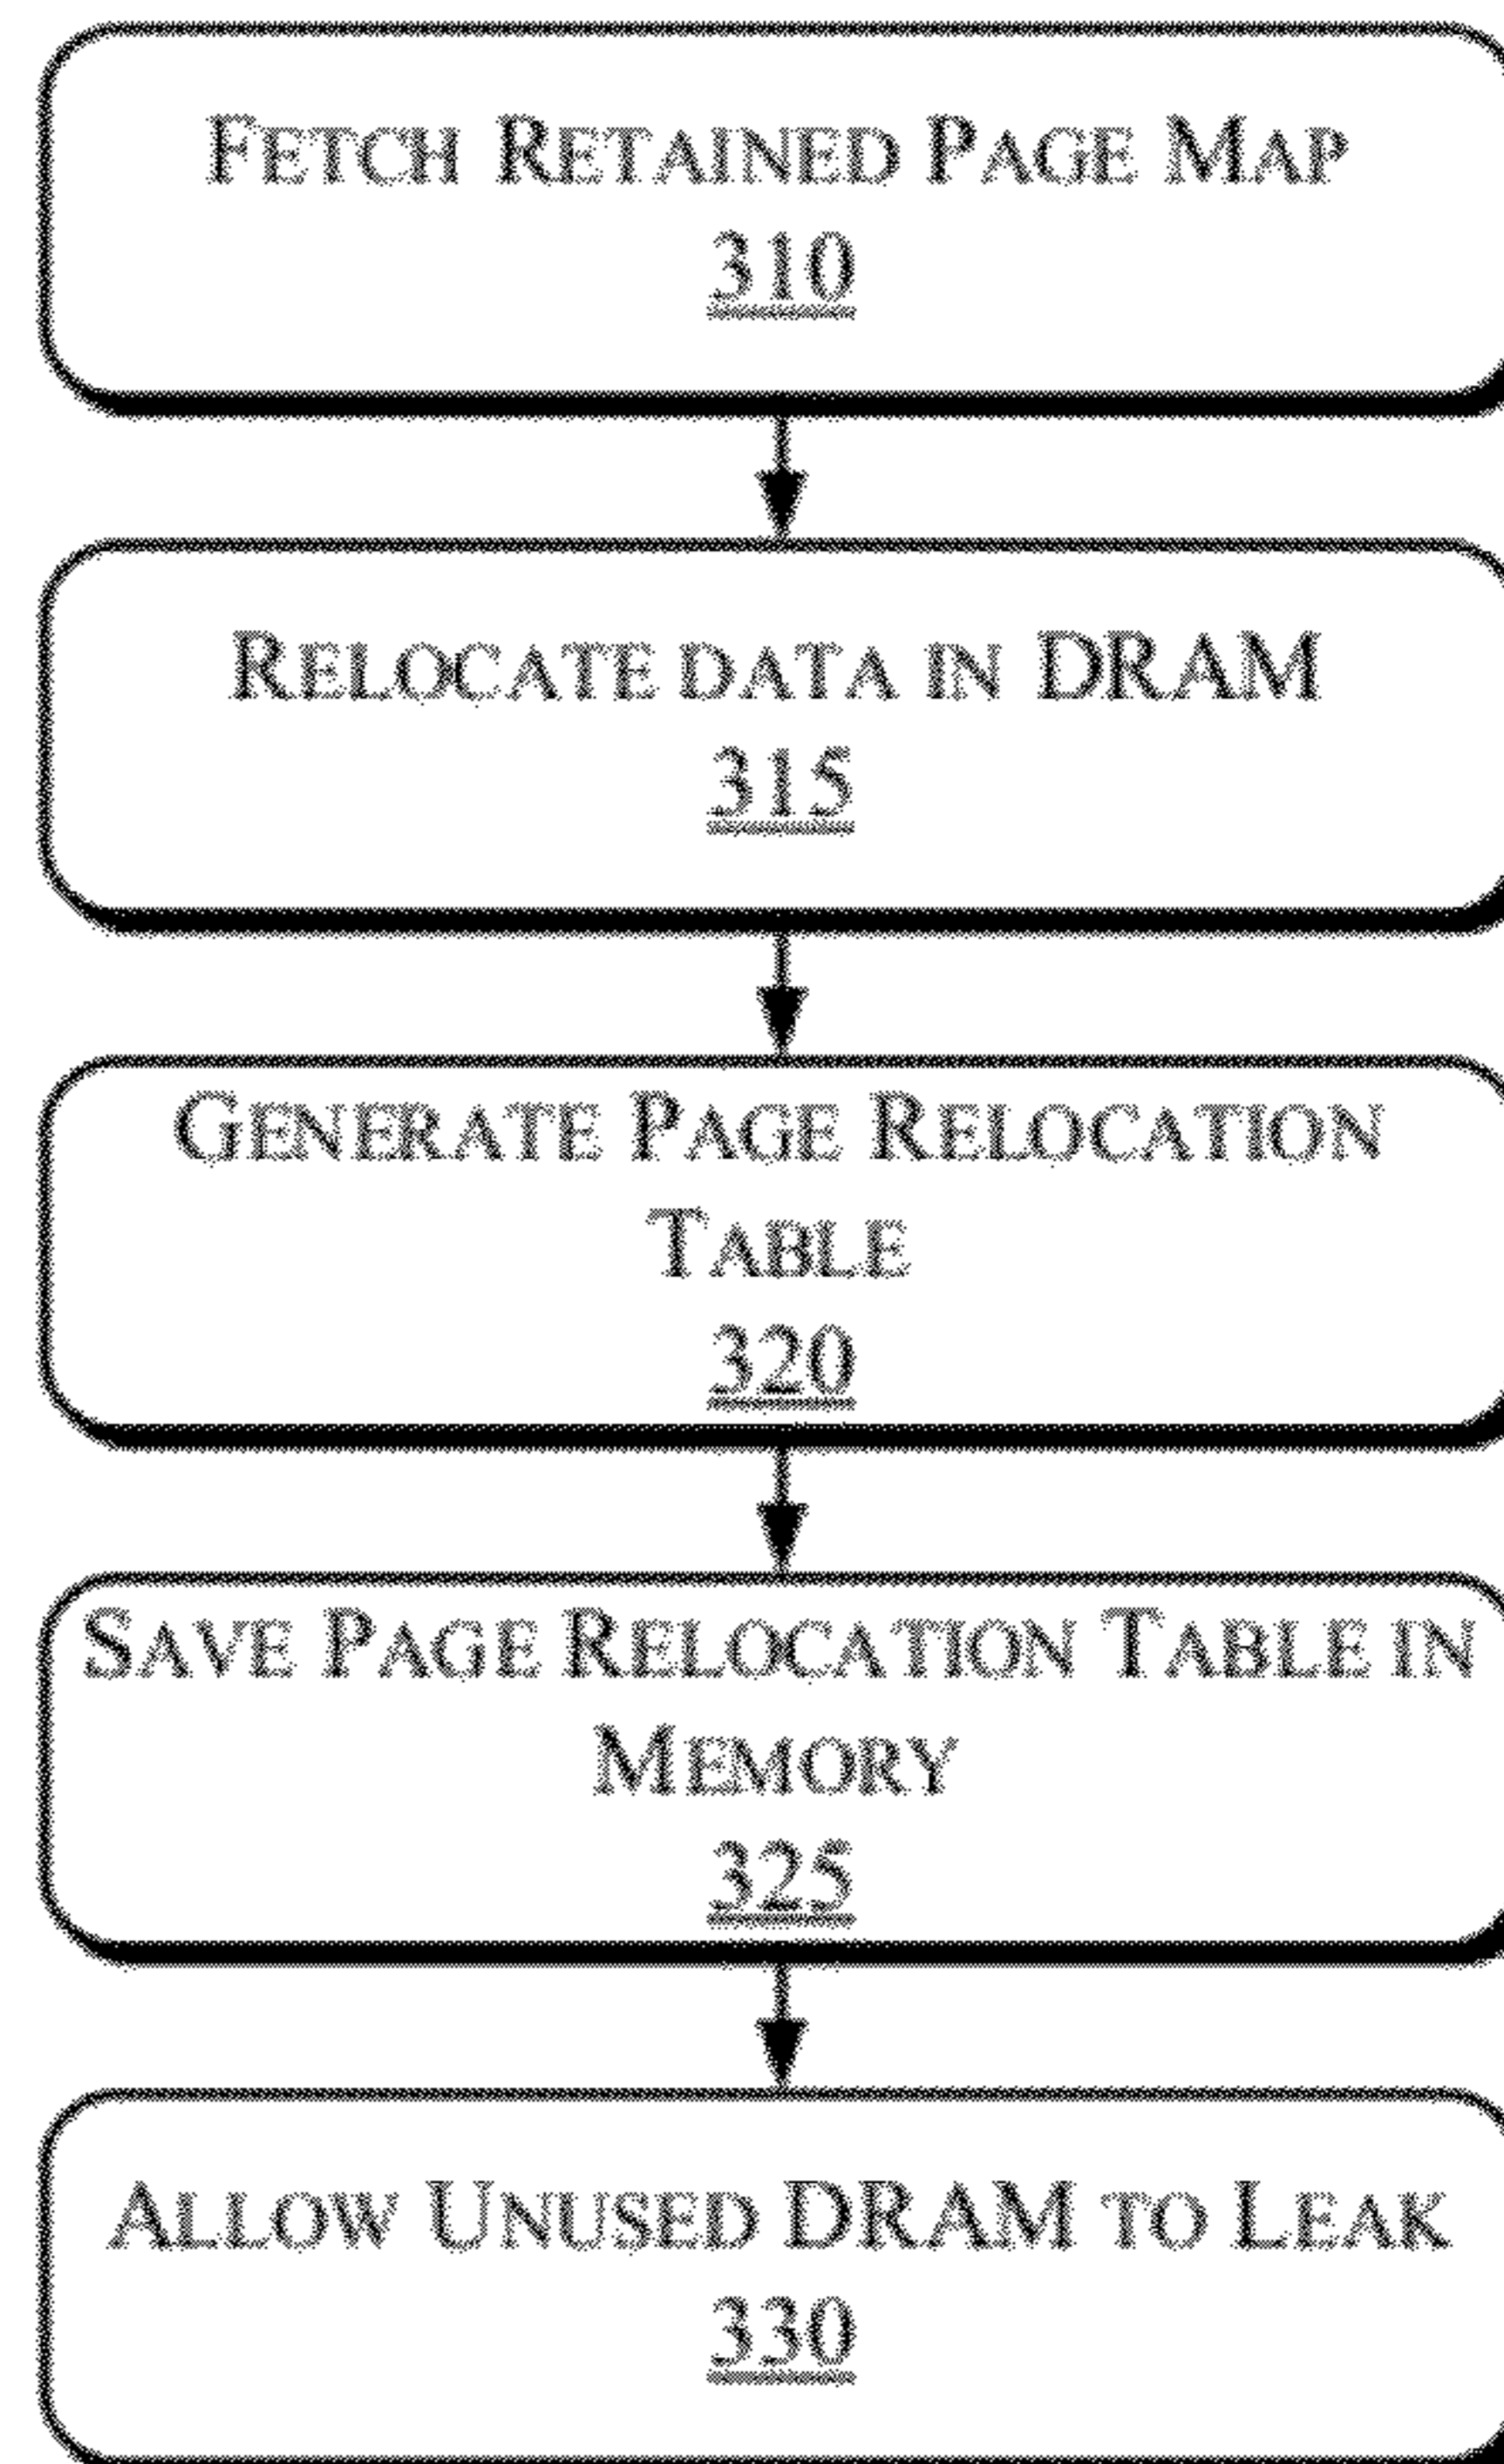 Fetch Retained Page Map
310
Relocate data in DRAM
315
Generate Page Relocation
Table
320
Save Page Relocation Table in
Memory
325
Allow Unused DRAM to Leak
330